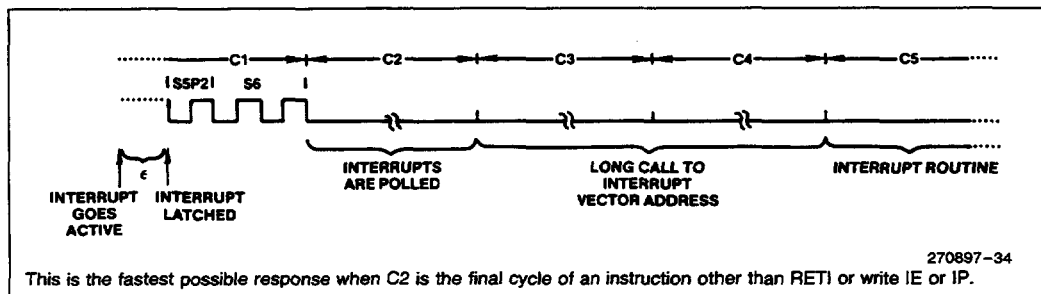 C1 C2 C3 C4 C5
S5P2 S6
ε
INTERRUPT GOES ACTIVE
INTERRUPT LATCHED
INTERRUPTS ARE POLLED
LONG CALL TO INTERRUPT VECTOR ADDRESS
INTERRUPT ROUTINE
270897–34
This is the fastest possible response when C2 is the final cycle of an instruction other than RETI or write IE or IP.